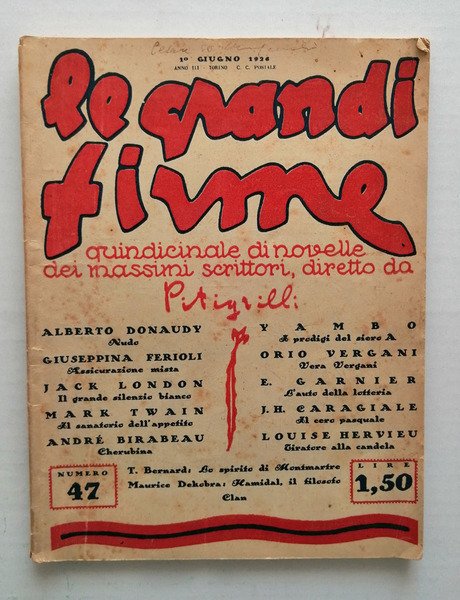 1º GIUGNO 1926
ANNO III - TORINO C. C. POSTALE
le grandi
firme
quindicinale di novelle
dei massimi scrittori, diretto da
Pitigrilli
ALBERTO DONAUDY
Nudo
GIUSEPPINA FERIOLI
Assicurazione mista
JACK LONDON
Il grande silenzio bianco
MARK TWAIN
Al sanatorio dell'appetito
ANDRÉ BIRABEAU
Cherubina
YAMBO
I prodigi del siero A
ORIO VERGANI
Vera Vergani
E. GARNIER
L'auto della lotteria
J.H. CARAGIALE
Il cero pasquale
LOUISE HERVIEU
Tiratore alla candela
NUMERO
47
T. Bernard: Lo spirito di Montmartre
Maurice Dekobra: Hamidal, il filosofo
Clan
LIRE
1,50